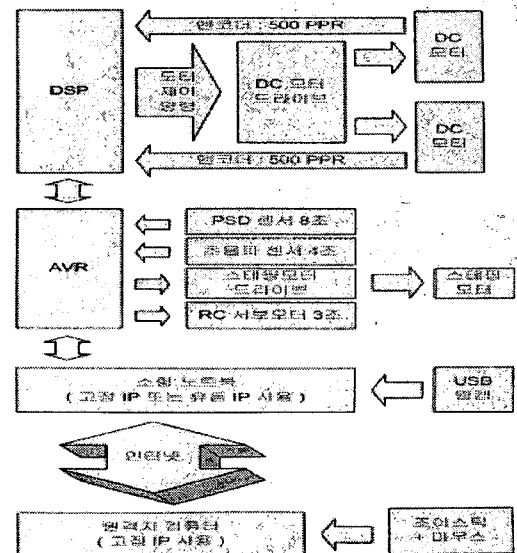 엔코더 : 500 PPR
DC
모터
DSP
모터
제어
명령
DC 모터
드라이브
DC
모터
엔코더 : 500 PPR
AVR
PSD 센서 8조
초음파 센서 4조
스테핑모터
드라이브
스테핑
모터
RC 서보모터 3조
소형 노트북
( 고정 IP 또는 유동 IP 사용 )
USB
인터넷
원격지 컴퓨터
( 고정 IP 사용 )
조이스틱
+ 마우스